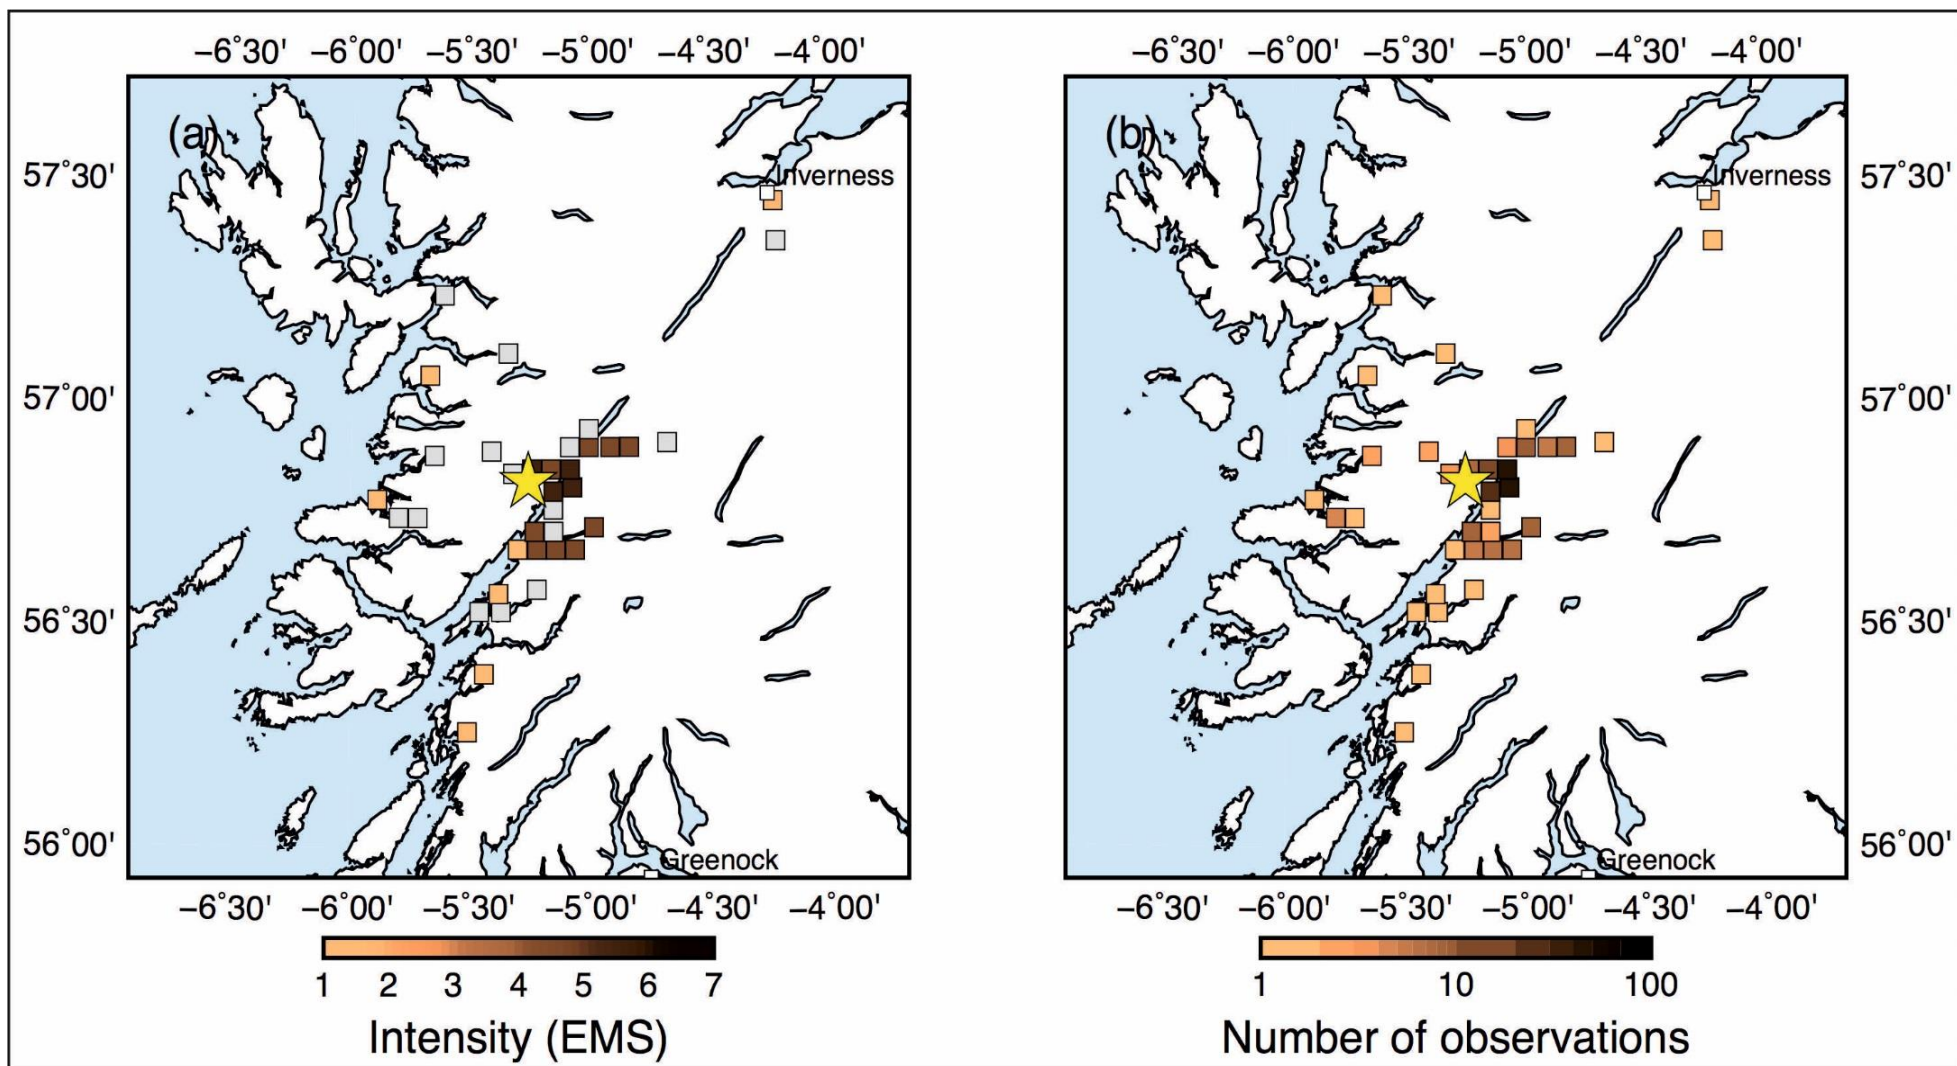 −6˚30' −6˚00' −5˚30' −5˚00' −4˚30' −4˚00'
(a)
57˚30'
Inverness
57˚00'
56˚30'
56˚00'
Greenock
−6˚30' −6˚00' −5˚30' −5˚00' −4˚30' −4˚00'
1 2 3 4 5 6 7
Intensity (EMS)
−6˚30' −6˚00' −5˚30' −5˚00' −4˚30' −4˚00'
(b)
Inverness
57˚30'
57˚00'
56˚30'
56˚00'
Greenock
−6˚30' −6˚00' −5˚30' −5˚00' −4˚30' −4˚00'
1 10 100
Number of observations